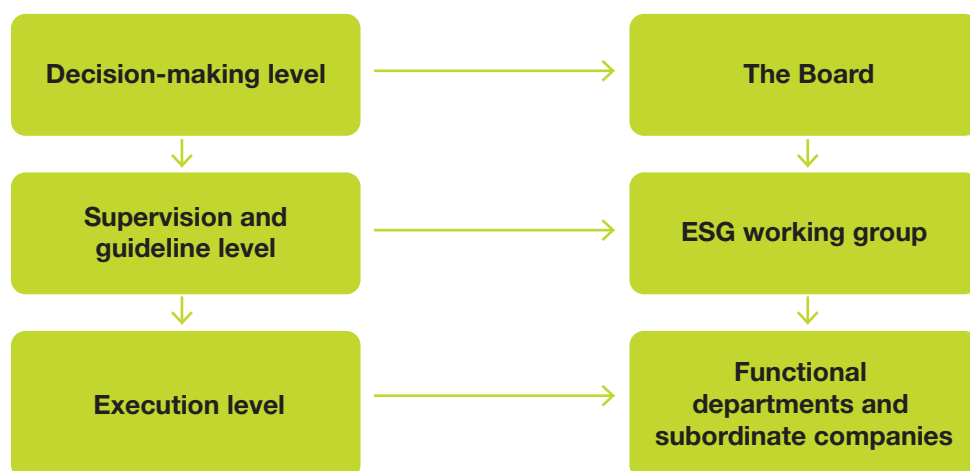 Decision-making level
The Board
Supervision and
guideline level
ESG working group
Execution level
Functional
departments and
subordinate companies